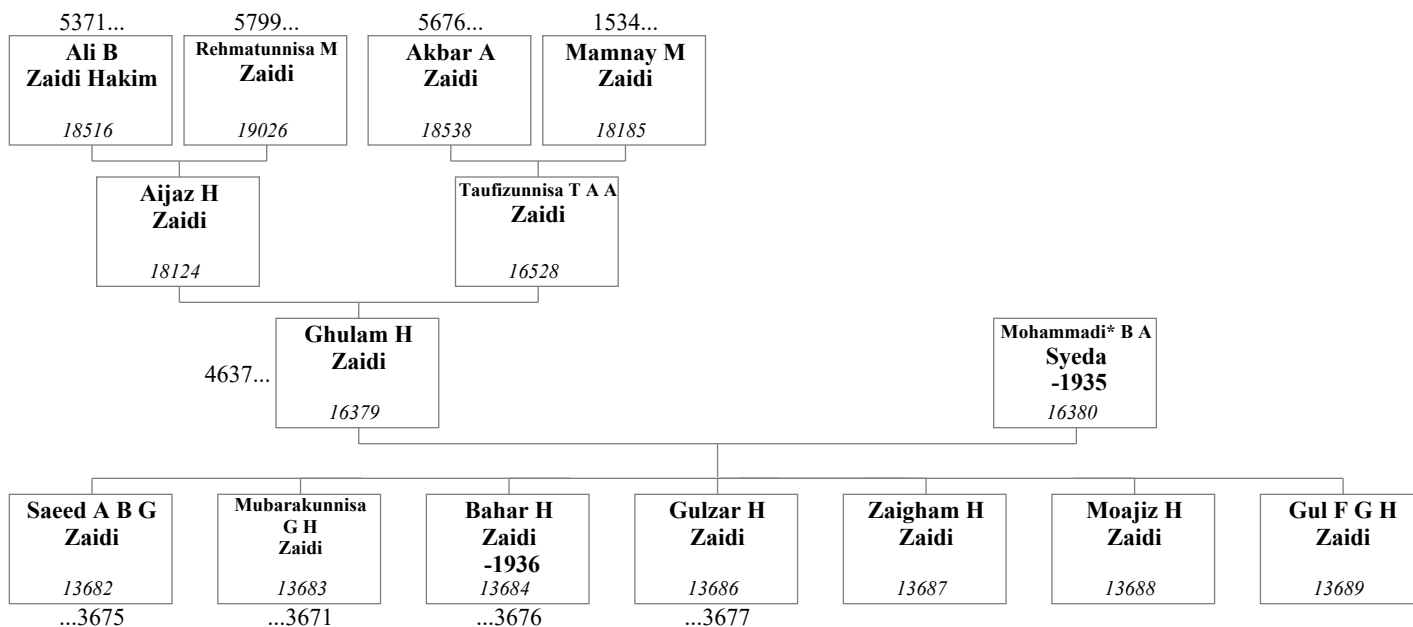 5371...
5799...
5676...
1534...
Ali B
Zaidi Hakim
18516
Rehmatunnisa M
Zaidi
19026
Akbar A
Zaidi
18538
Mamnay M
Zaidi
18185
Aijaz H
Zaidi
18124
Taufizunnisa T A A
Zaidi
16528
4637...
Ghulam H
Zaidi
16379
Mohammadi* B A
Syeda
-1935
16380
Saeed A B G
Zaidi
13682
...3675
Mubarakunnisa
G H
Zaidi
13683
...3671
Bahar H
Zaidi
-1936
13684
...3676
Gulzar H
Zaidi
13686
...3677
Zaigham H
Zaidi
13687
Moajiz H
Zaidi
13688
Gul F G H
Zaidi
13689